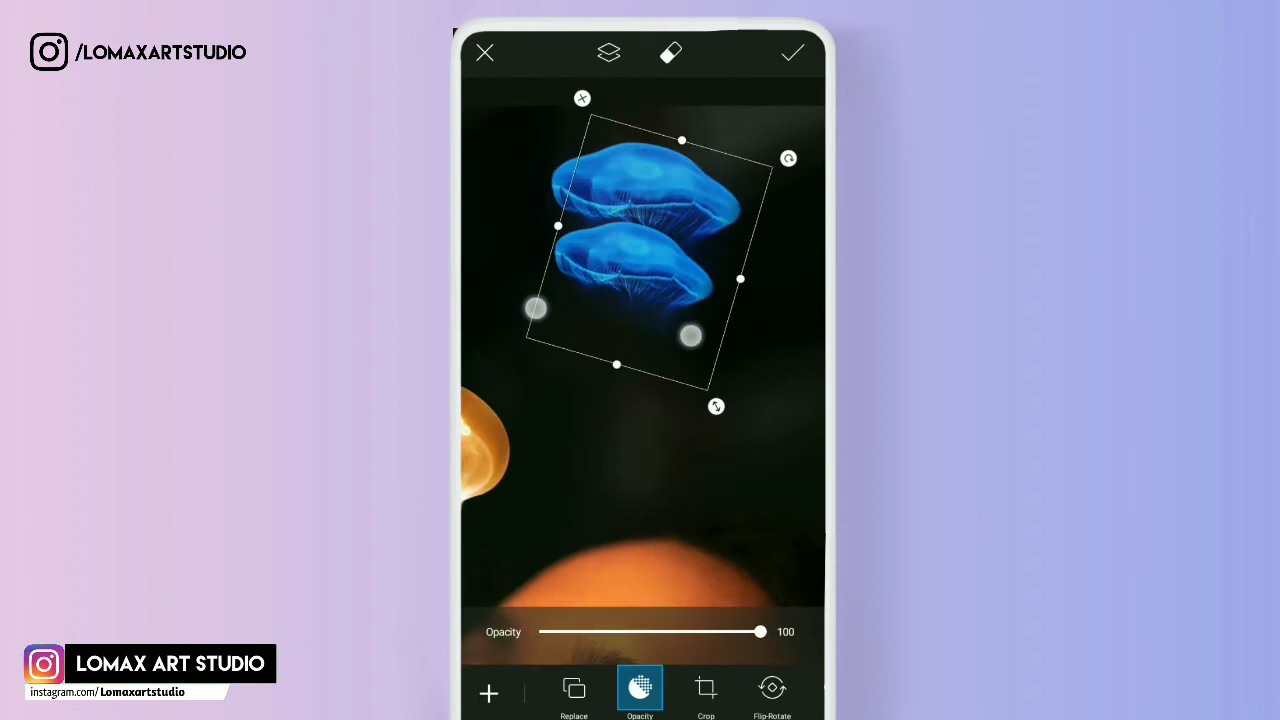 /LOMAXARTSTUDIO
Opacity 100
Replace Opacity Crop Flip-Rotate
LOMAX ART STUDIO
instagram.com/Lomaxartstudio